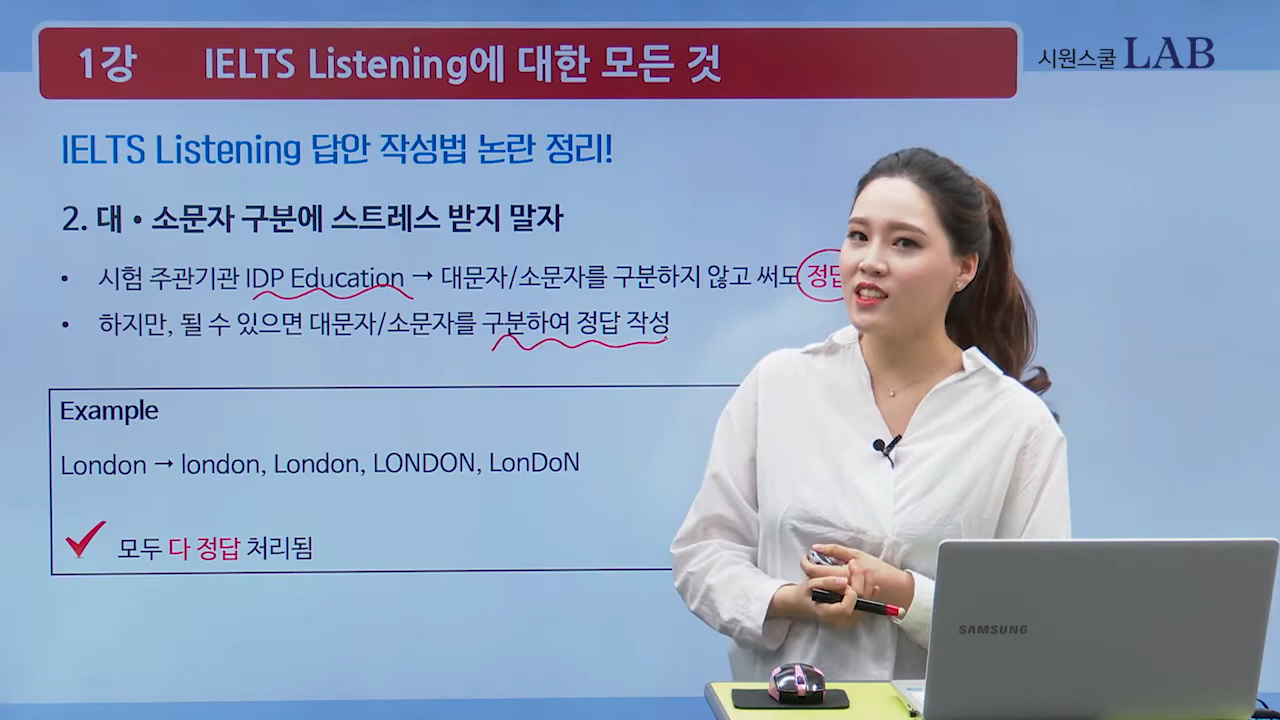 1강 IELTS Listening에 대한 모든 것
시원스쿨 LAB
IELTS Listening 답안 작성법 논란 정리!
2. 대 • 소문자 구분에 스트레스 받지 말자
• 시험 주관기관 IDP Education → 대문자/소문자를 구분하지 않고 써도 정답
• 하지만, 될 수 있으면 대문자/소문자를 구분하여 정답 작성
Example
London → london, London, LONDON, LonDoN
모두 다 정답 처리됨
SAMSUNG